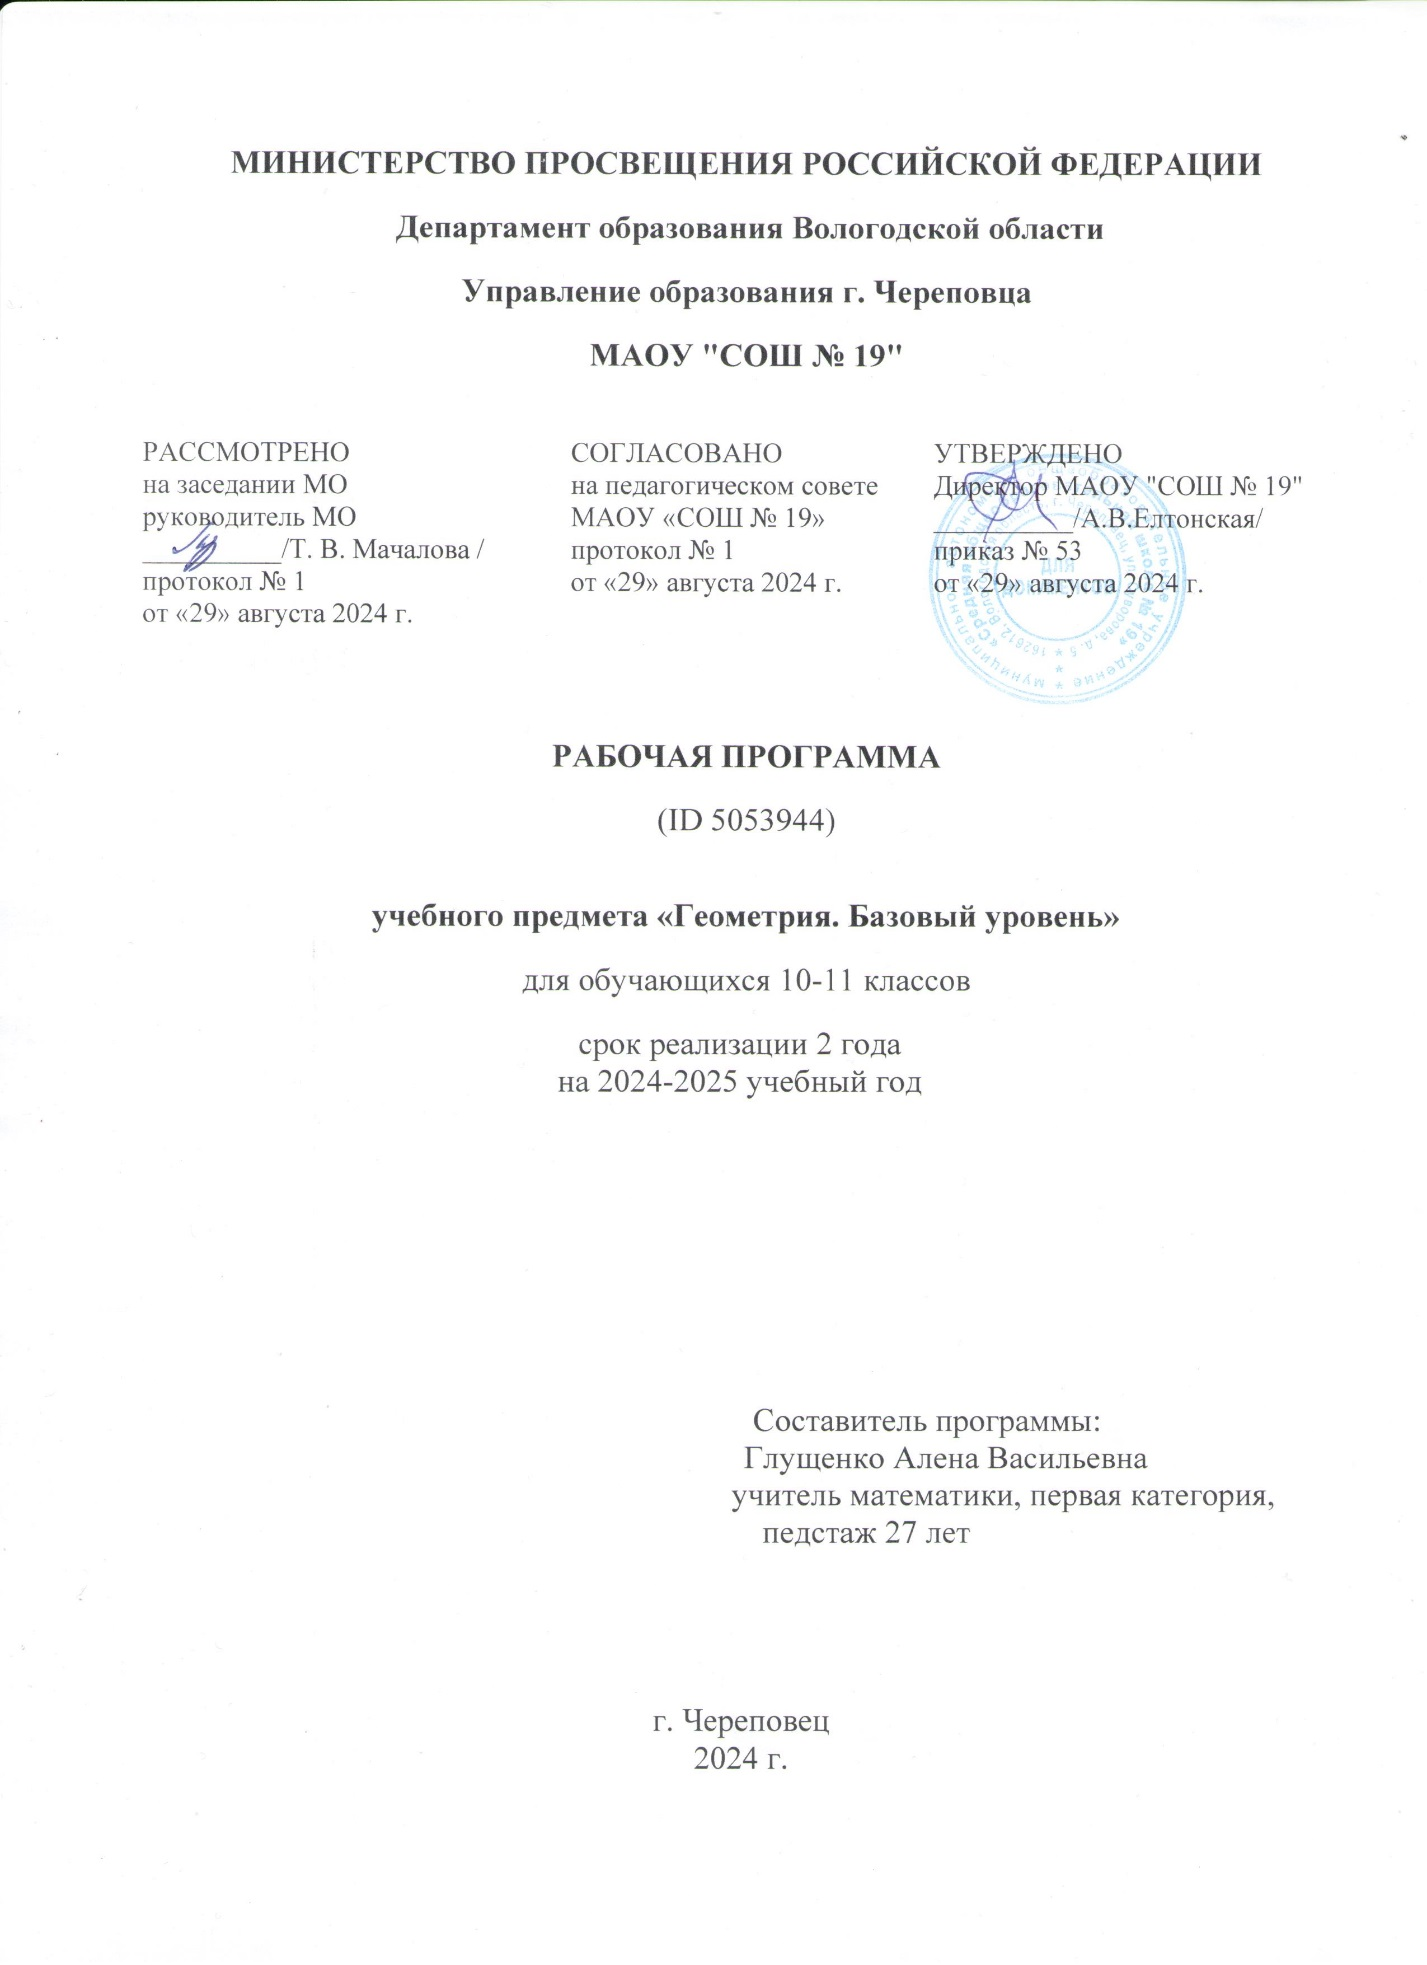 МИНИСТЕРСТВО ПРОСВЕЩЕНИЯ РОССИЙСКОЙ ФЕДЕРАЦИИ
Департамент образования Вологодской области
Управление образования г. Череповца
МАОУ "СОШ № 19"
РАССМОТРЕНО
на заседании МО
руководитель МО
____________/Т. В. Мачалова /
протокол № 1
от «29» августа 2024 г.
СОГЛАСОВАНО
на педагогическом совете
МАОУ «СОШ № 19»
протокол № 1
от «29» августа 2024 г.
УТВЕРЖДЕНО
Директор МАОУ "СОШ № 19"
____________/А.В.Елтонская/
приказ № 53
от «29» августа 2024 г.
РАБОЧАЯ ПРОГРАММА
(ID 5053944)
учебного предмета «Геометрия. Базовый уровень»
для обучающихся 10-11 классов
срок реализации 2 года
на 2024-2025 учебный год
Составитель программы:
Глущенко Алена Васильевна
учитель математики, первая категория,
педстаж 27 лет
г. Череповец
2024 г.